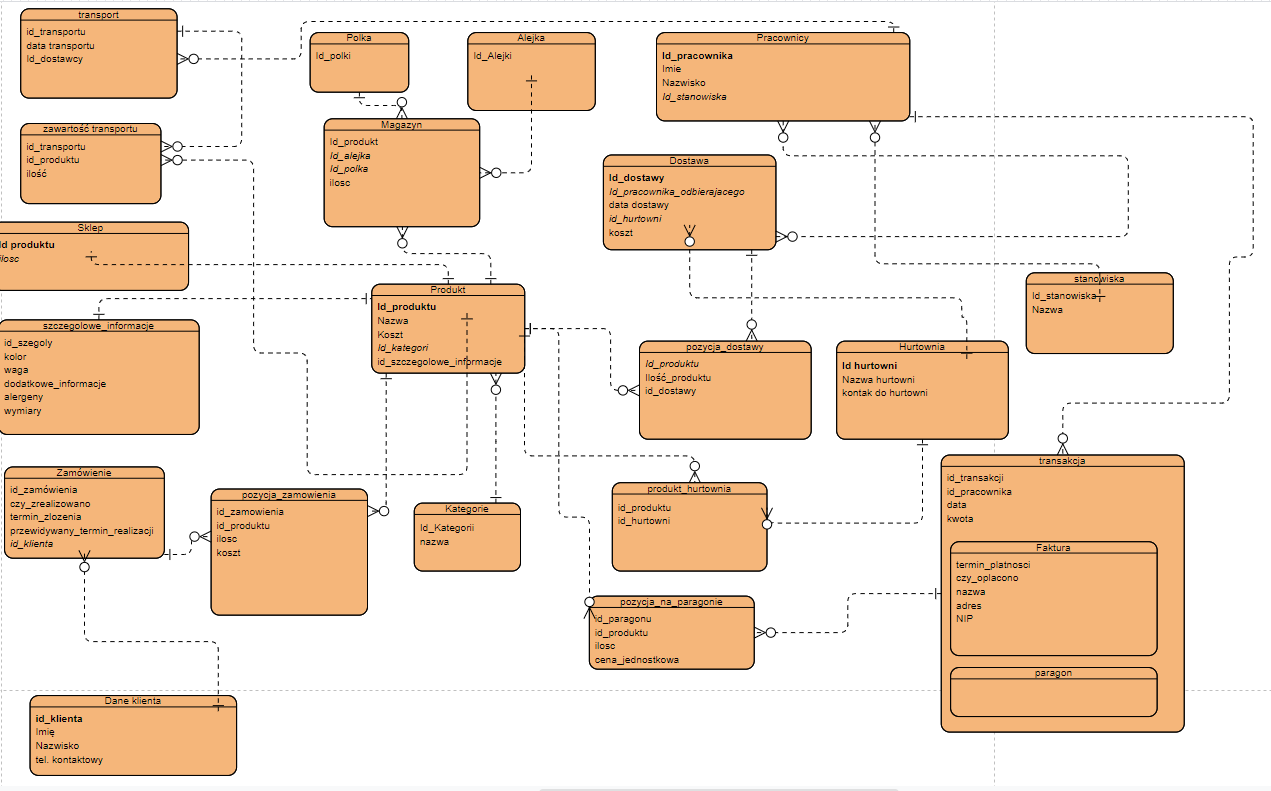 transport
id_transportu
data transportu
Id_dostawcy
Polka
Id_polki
Alejka
Id_Alejki
Pracownicy
Id_pracownika
Imie
Nazwisko
Id_stanowiska
zawartość transportu
id_transportu
id_produktu
ilość
Magazyn
Id_produkt
Id_alejka
Id_polka
ilosc
Dostawa
Id_dostawy
Id_pracownika_odbierajacego
data dostawy
id_hurtowni
koszt
Sklep
Id produktu
ilosc
stanowiska
Id_stanowiska
Nazwa
Produkt
Id_produktu
Nazwa
Koszt
Id_kategori
id_szczegolowe_informacje
szczegolowe_informacje
id_szegoly
kolor
waga
dodatkowe_informacje
alergeny
wymiary
pozycja_dostawy
Id_produktu
Ilość_produktu
id_dostawy
Hurtownia
Id hurtowni
Nazwa hurtowni
kontak do hurtowni
Zamówienie
id_zamówienia
czy_zrealizowano
termin_zlozenia
przewidywany_termin_realizacji
id_klienta
pozycja_zamowienia
id_zamowienia
id_produktu
ilosc
koszt
Kategorie
Id_Kategorii
nazwa
produkt_hurtownia
id_produktu
id_hurtowni
transakcja
id_transakcji
id_pracownika
data
kwota
Faktura
termin_platnosci
czy_oplacono
nazwa
adres
NIP
paragon
pozycja_na_paragonie
id_paragonu
id_produktu
ilosc
cena_jednostkowa
Dane klienta
id_klienta
Imię
Nazwisko
tel. kontaktowy